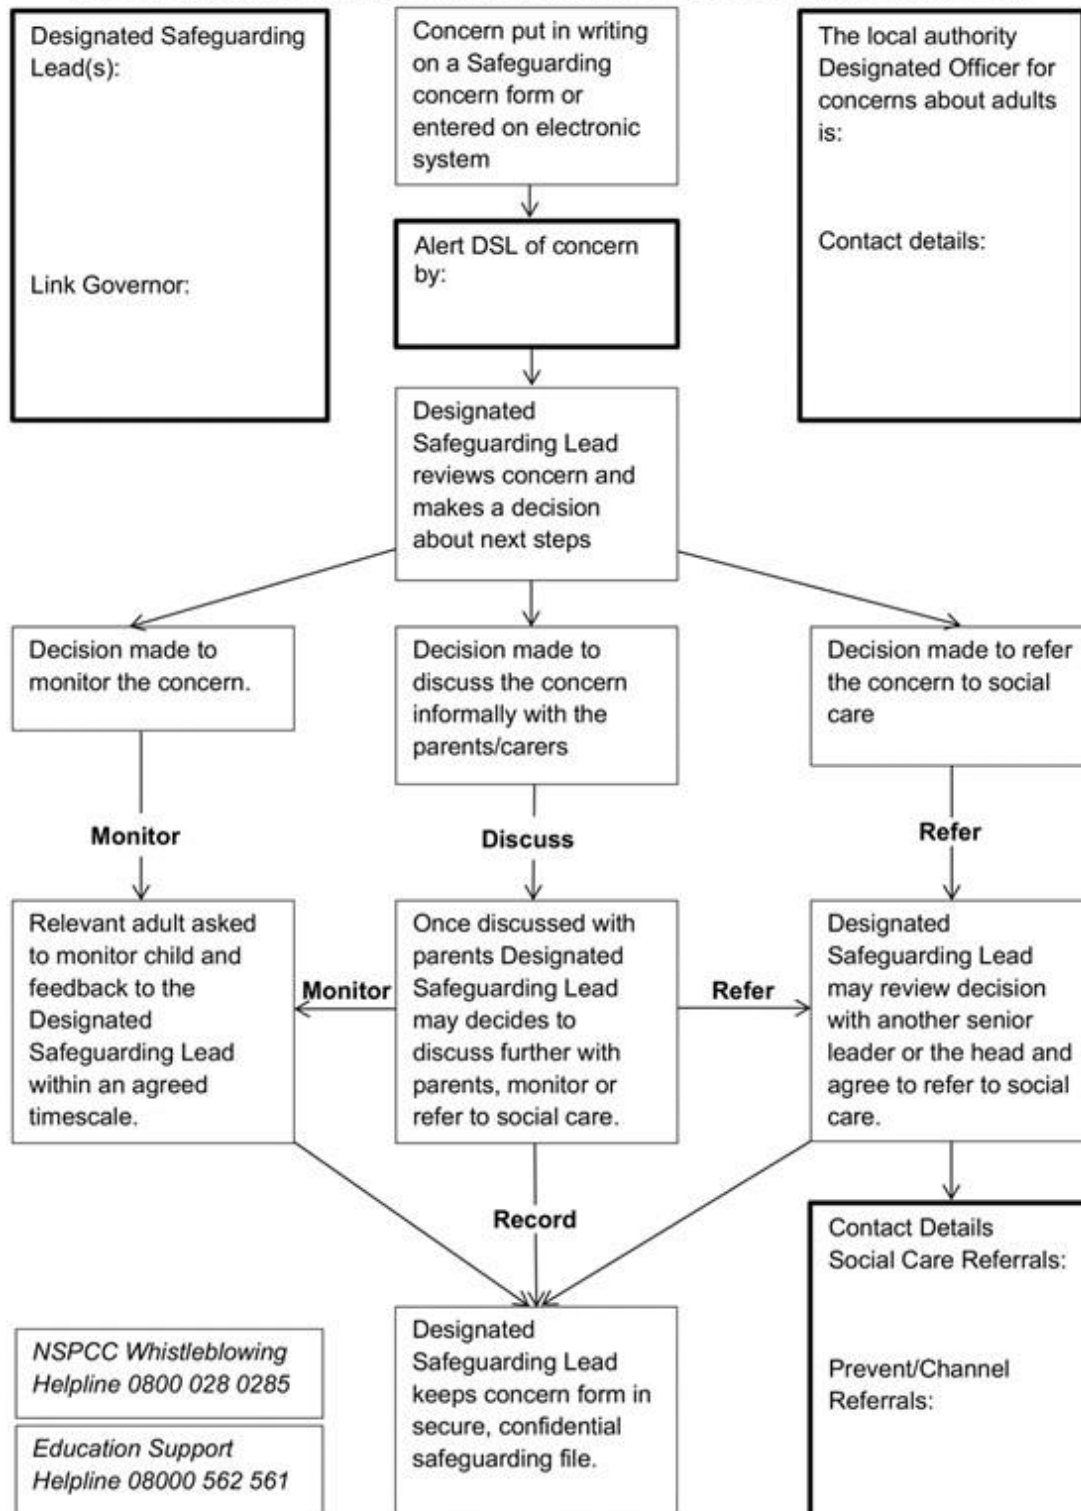 Designated Safeguarding
Lead(s):
Link Governor:
Concern put in writing
on a Safeguarding
concern form or
entered on electronic
system
The local authority
Designated Officer for
concerns about adults
is:
Contact details:
Alert DSL of concern
by:
Designated
Safeguarding Lead
reviews concern and
makes a decision
about next steps
Decision made to
monitor the concern.
Decision made to
discuss the concern
informally with the
parents/carers
Decision made to refer
the concern to social
care
Monitor
Discuss
Refer
Relevant adult asked
to monitor child and
feedback to the
Designated
Safeguarding Lead
within an agreed
timescale.
Monitor
Once discussed with
parents Designated
Safeguarding Lead
may decides to
discuss further with
parents, monitor or
refer to social care.
Refer
Designated
Safeguarding Lead
may review decision
with another senior
leader or the head and
agree to refer to social
care.
Record
Contact Details
Social Care Referrals:
Prevent/Channel
Referrals:
Designated
Safeguarding Lead
keeps concern form in
secure, confidential
safeguarding file.
NSPCC Whistleblowing
Helpline 0800 028 0285
Education Support
Helpline 08000 562 561